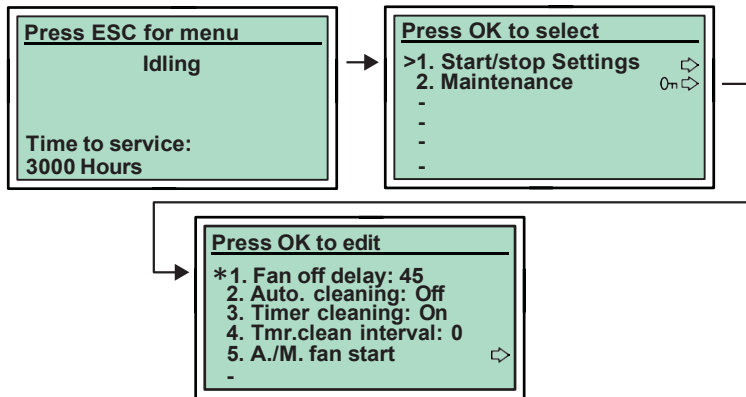 Press ESC for menu
Idling
Time to service:
3000 Hours
Press OK to select
>1. Start/stop Settings
2. Maintenance
-
-
-
-
Press OK to edit
*1. Fan off delay: 45
2. Auto. cleaning: Off
3. Timer cleaning: On
4. Tmr.clean interval: 0
5. A./M. fan start
-